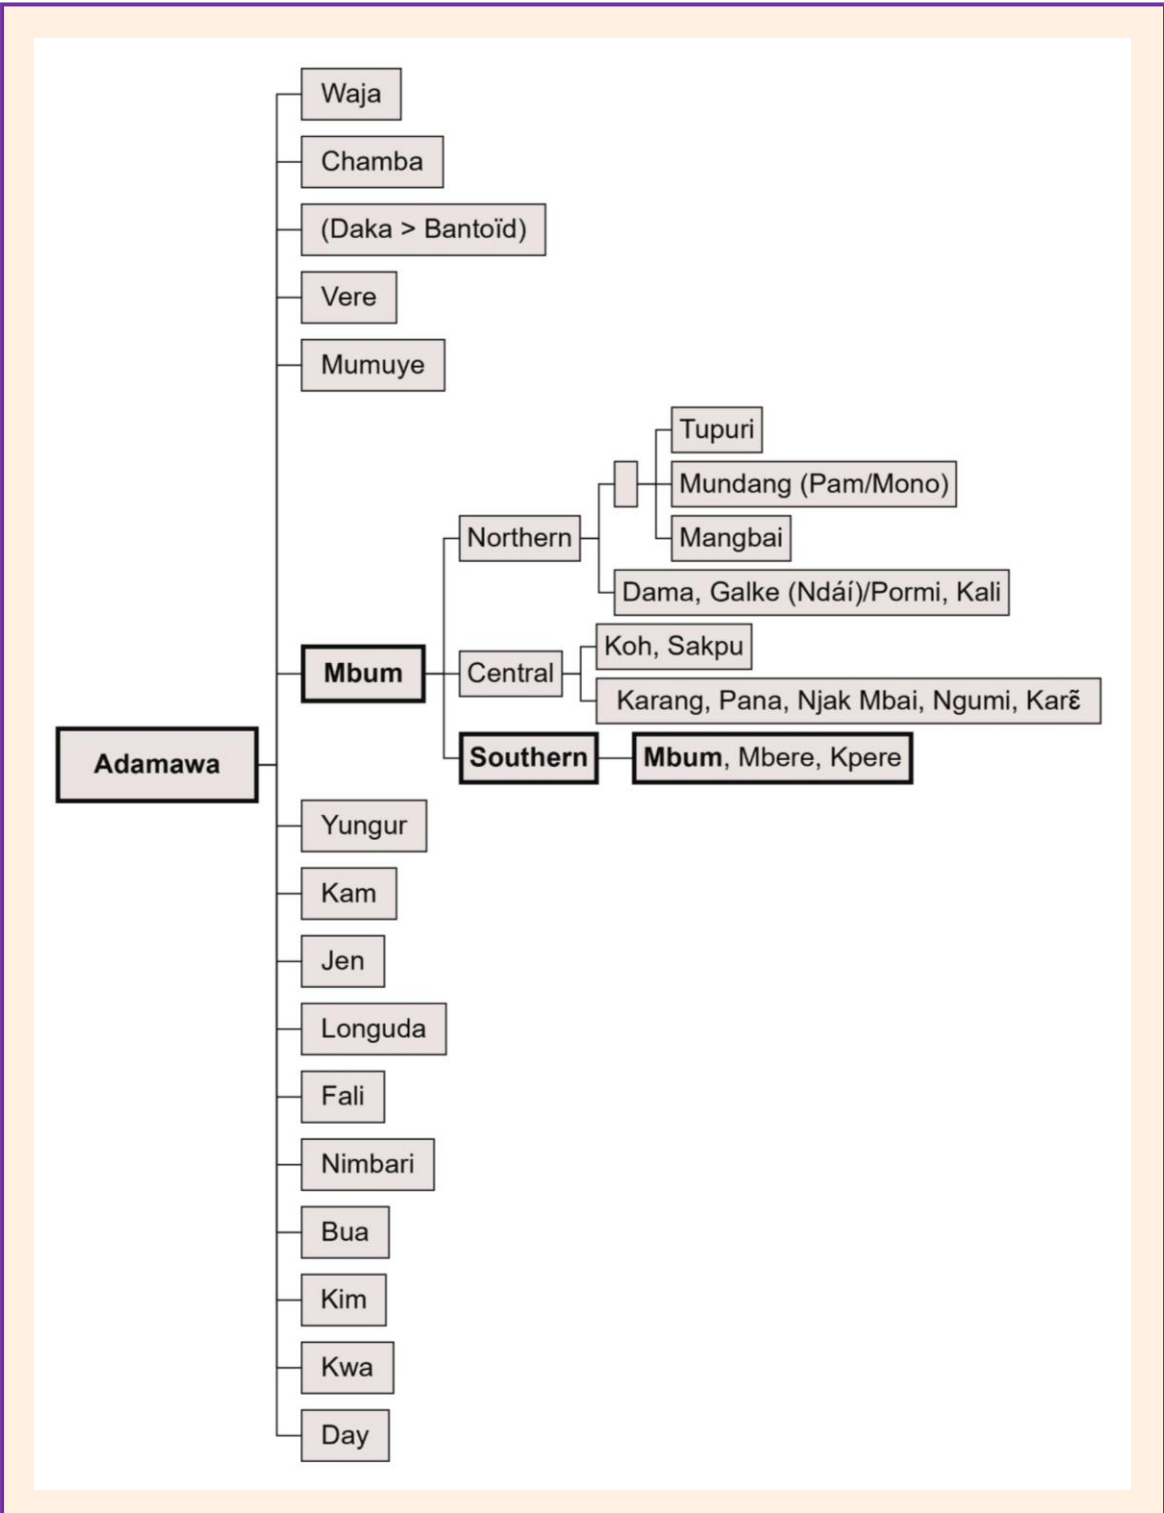 Waja
Chamba
(Daka > Bantoïd)
Vere
Mumuye
Tupuri
Mundang (Pam/Mono)
Northern
Mangbai
Dama, Galke (Ndáí)/Pormi, Kali
Koh, Sakpu
Mbum
Central
Karang, Pana, Njak Mbai, Ngumi, Karɛ̃
Adamawa
Southern
Mbum, Mbere, Kpere
Yungur
Kam
Jen
Longuda
Fali
Nimbari
Bua
Kim
Kwa
Day